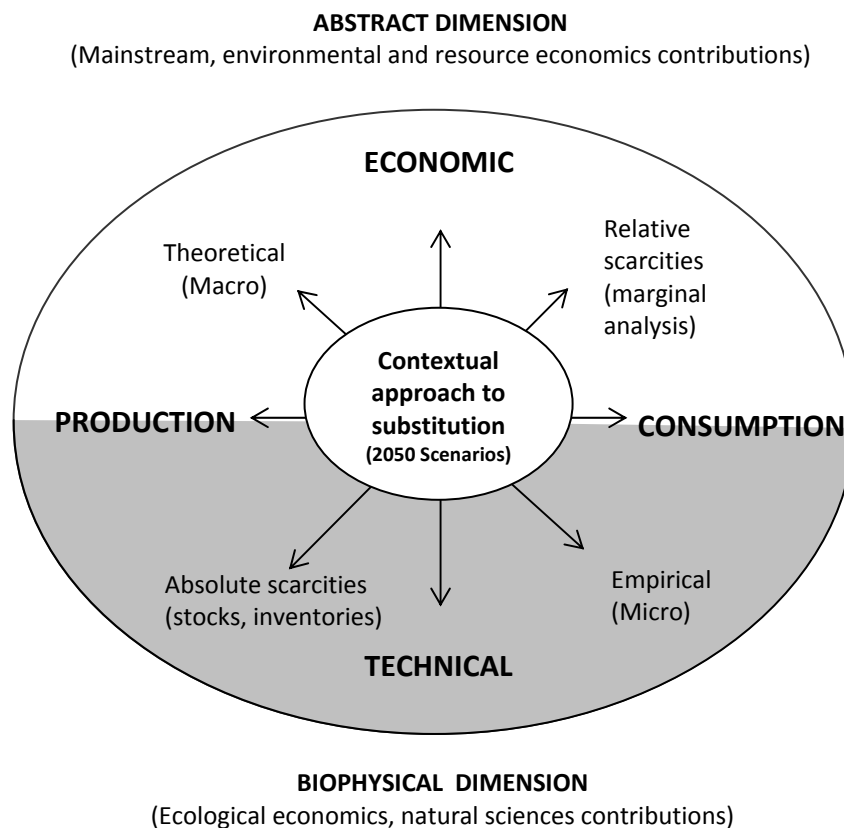 ABSTRACT DIMENSION
(Mainstream, environmental and resource economics contributions)
ECONOMIC
Theoretical
(Macro)
Relative
scarcities
(marginal
analysis)
Contextual
approach to
substitution
(2050 Scenarios)
PRODUCTION
CONSUMPTION
Absolute scarcities
(stocks, inventories)
Empirical
(Micro)
TECHNICAL
BIOPHYSICAL DIMENSION
(Ecological economics, natural sciences contributions)